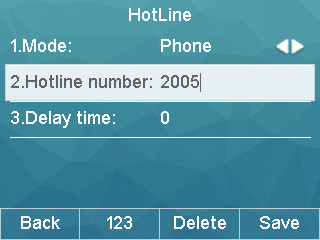 HotLine
1.Mode: Phone
2.Hotline number: 2005
3.Delay time: 0
Back 123 Delete Save